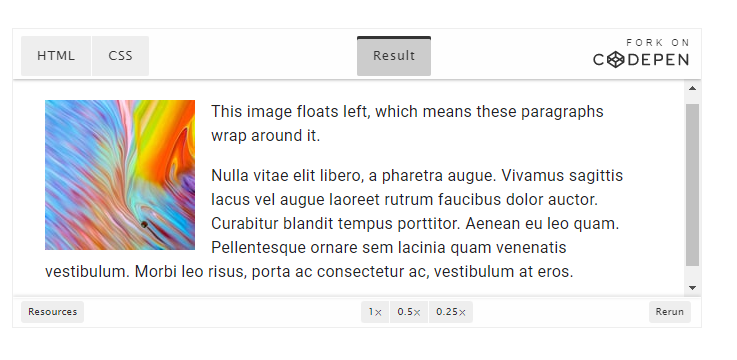 HTML CSS Result FORK ON
CODEPEN
This image floats left, which means these paragraphs
wrap around it.
Nulla vitae elit libero, a pharetra augue. Vivamus sagittis
lacus vel augue laoreet rutrum faucibus dolor auctor.
Curabitur blandit tempus porttitor. Aenean eu leo quam.
Pellentesque ornare sem lacinia quam venenatis
vestibulum. Morbi leo risus, porta ac consectetur ac, vestibulum at eros.
Resources 1× 0.5× 0.25× Rerun